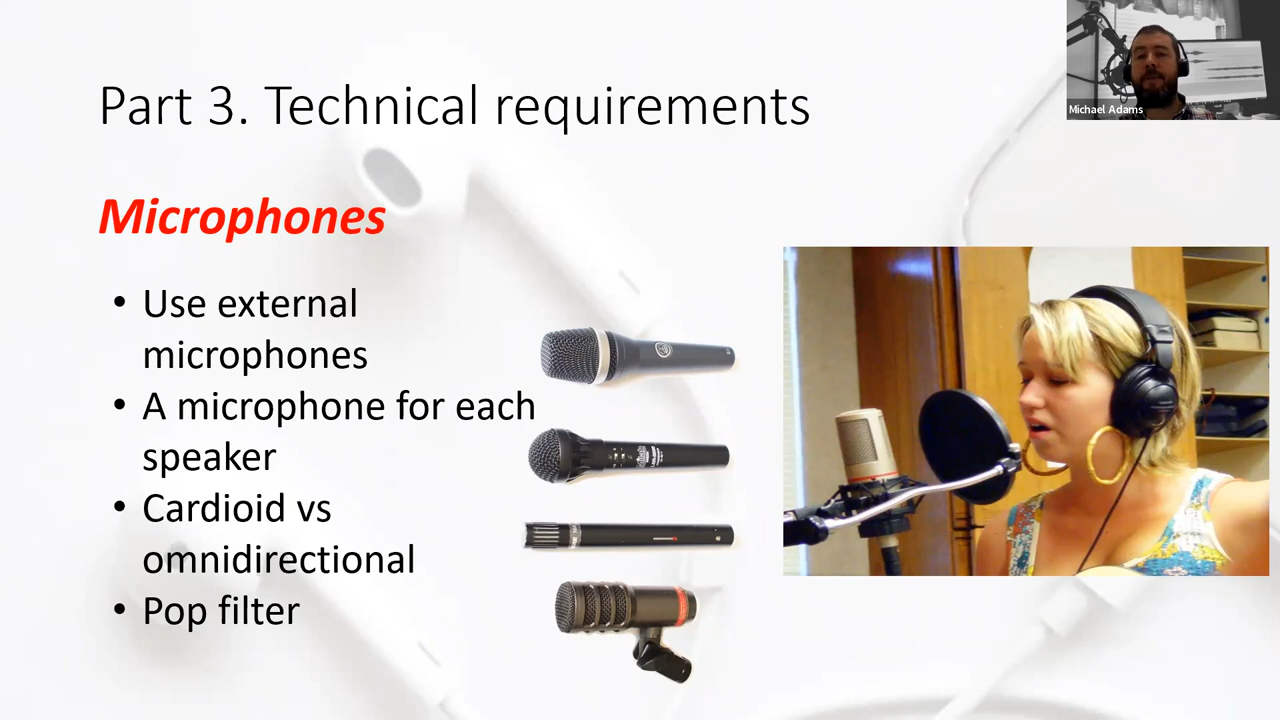 Part 3. Technical requirements
Michael Adams
Microphones
• Use external
microphones
• A microphone for each
speaker
• Cardioid vs
omnidirectional
• Pop filter